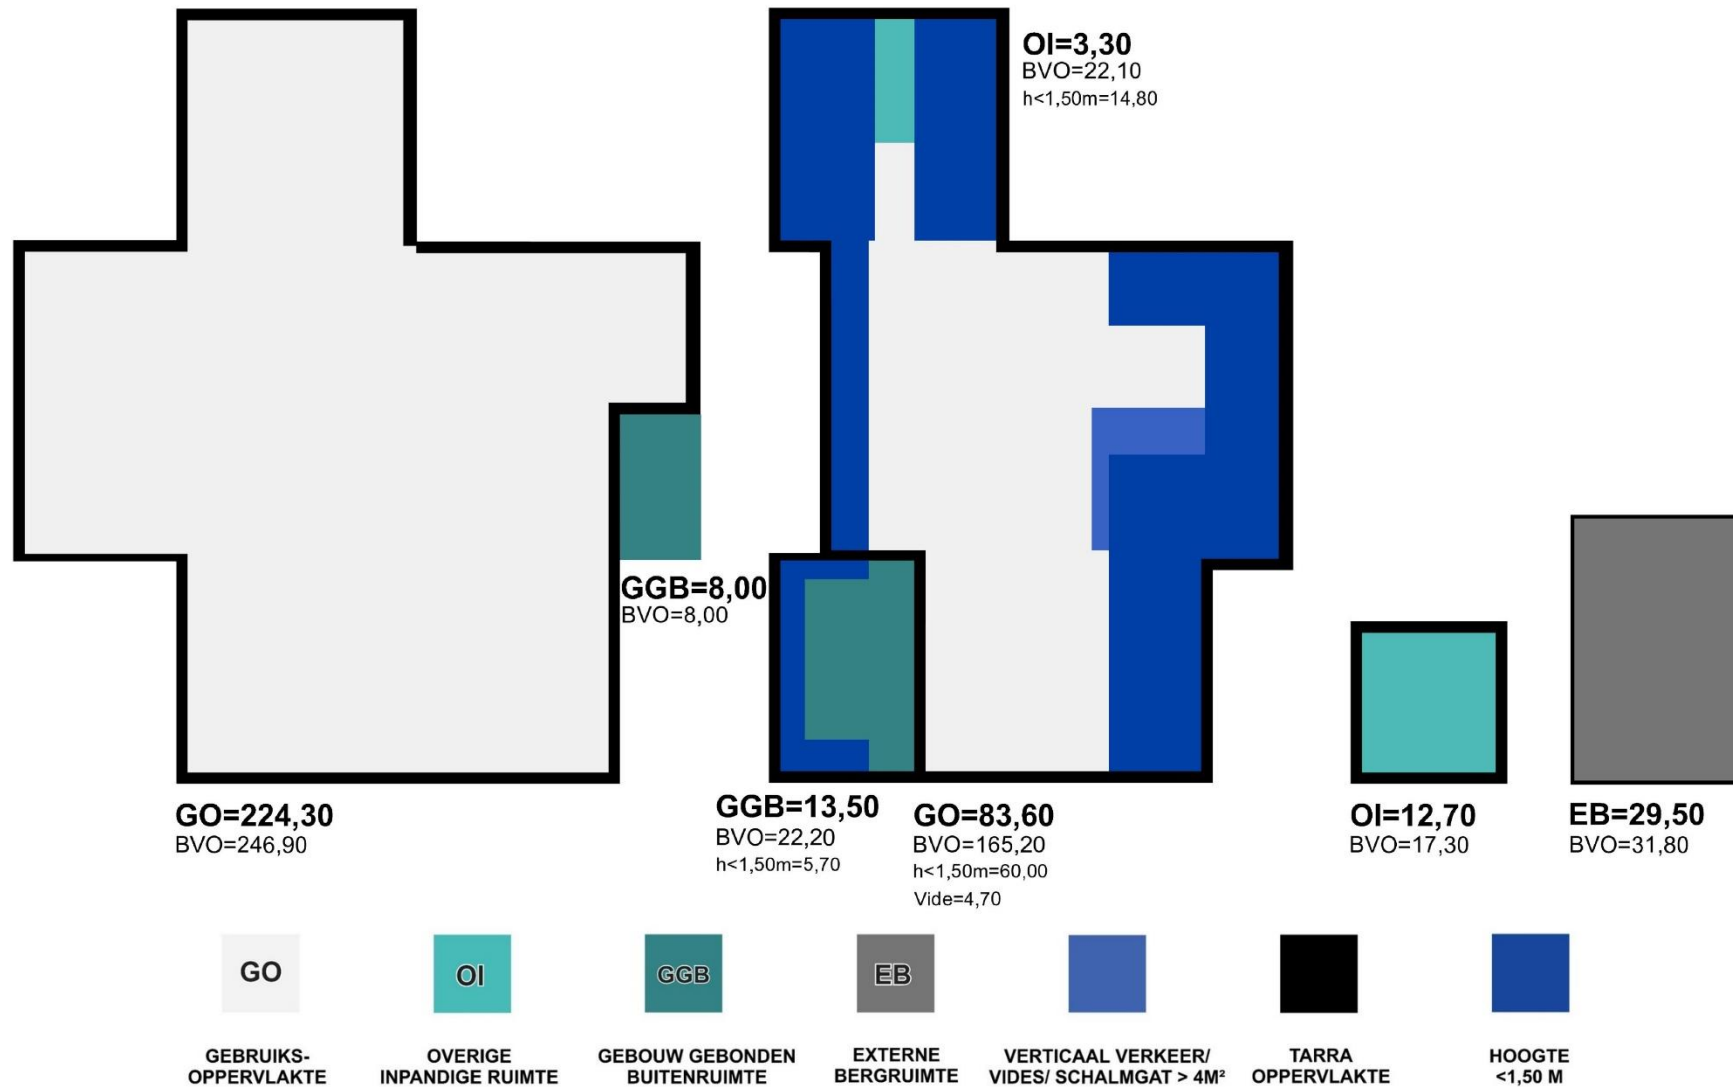 OI=3,30
BVO=22,10
h<1,50m=14,80
GGB=8,00
BVO=8,00
GO=224,30
BVO=246,90
GGB=13,50
BVO=22,20
h<1,50m=5,70
GO=83,60
BVO=165,20
h<1,50m=60,00
Vide=4,70
OI=12,70
BVO=17,30
EB=29,50
BVO=31,80
GO
GEBRUIKS-
OPPERVLAKTE
OI
OVERIGE
INPANDIGE RUIMTE
GGB
GEBOUW GEBONDEN
BUITENRUIMTE
EB
EXTERNE
BERGRUIMTE
VERTICAAL VERKEER/
VIDES/ SCHALMGAT > 4M²
TARRA
OPPERVLAKTE
HOOGTE
<1,50 M